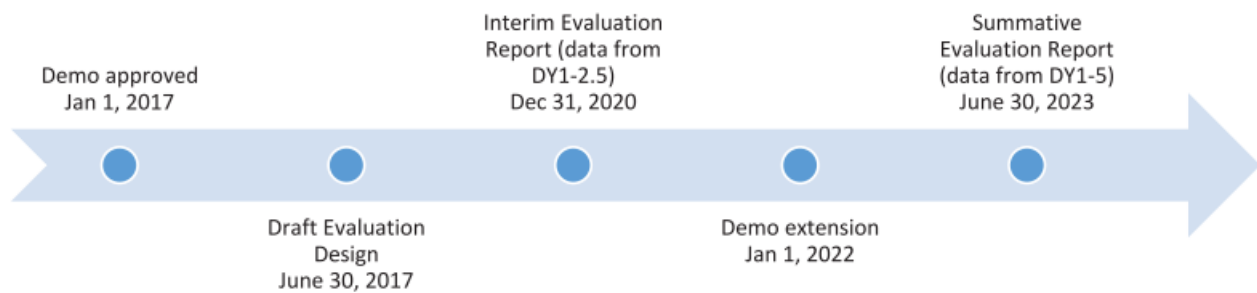 Demo approved
Jan 1, 2017
Draft Evaluation
Design
June 30, 2017
Interim Evaluation
Report (data from
DY1-2.5)
Dec 31, 2020
Demo extension
Jan 1, 2022
Summative
Evaluation Report
(data from DY1-5)
June 30, 2023